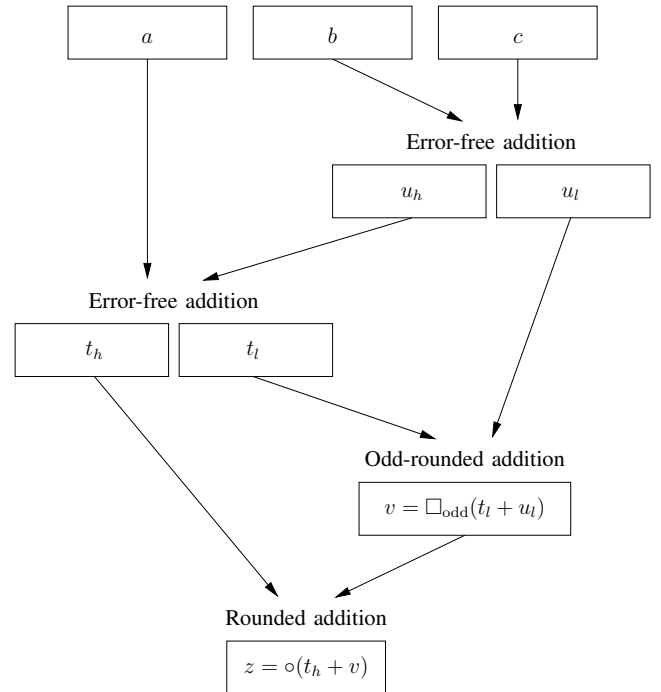 a b c
Error-free addition
u_h u_l
Error-free addition
t_h t_l
Odd-rounded addition
v = □_odd(t_l + u_l)
Rounded addition
z = ∘(t_h + v)